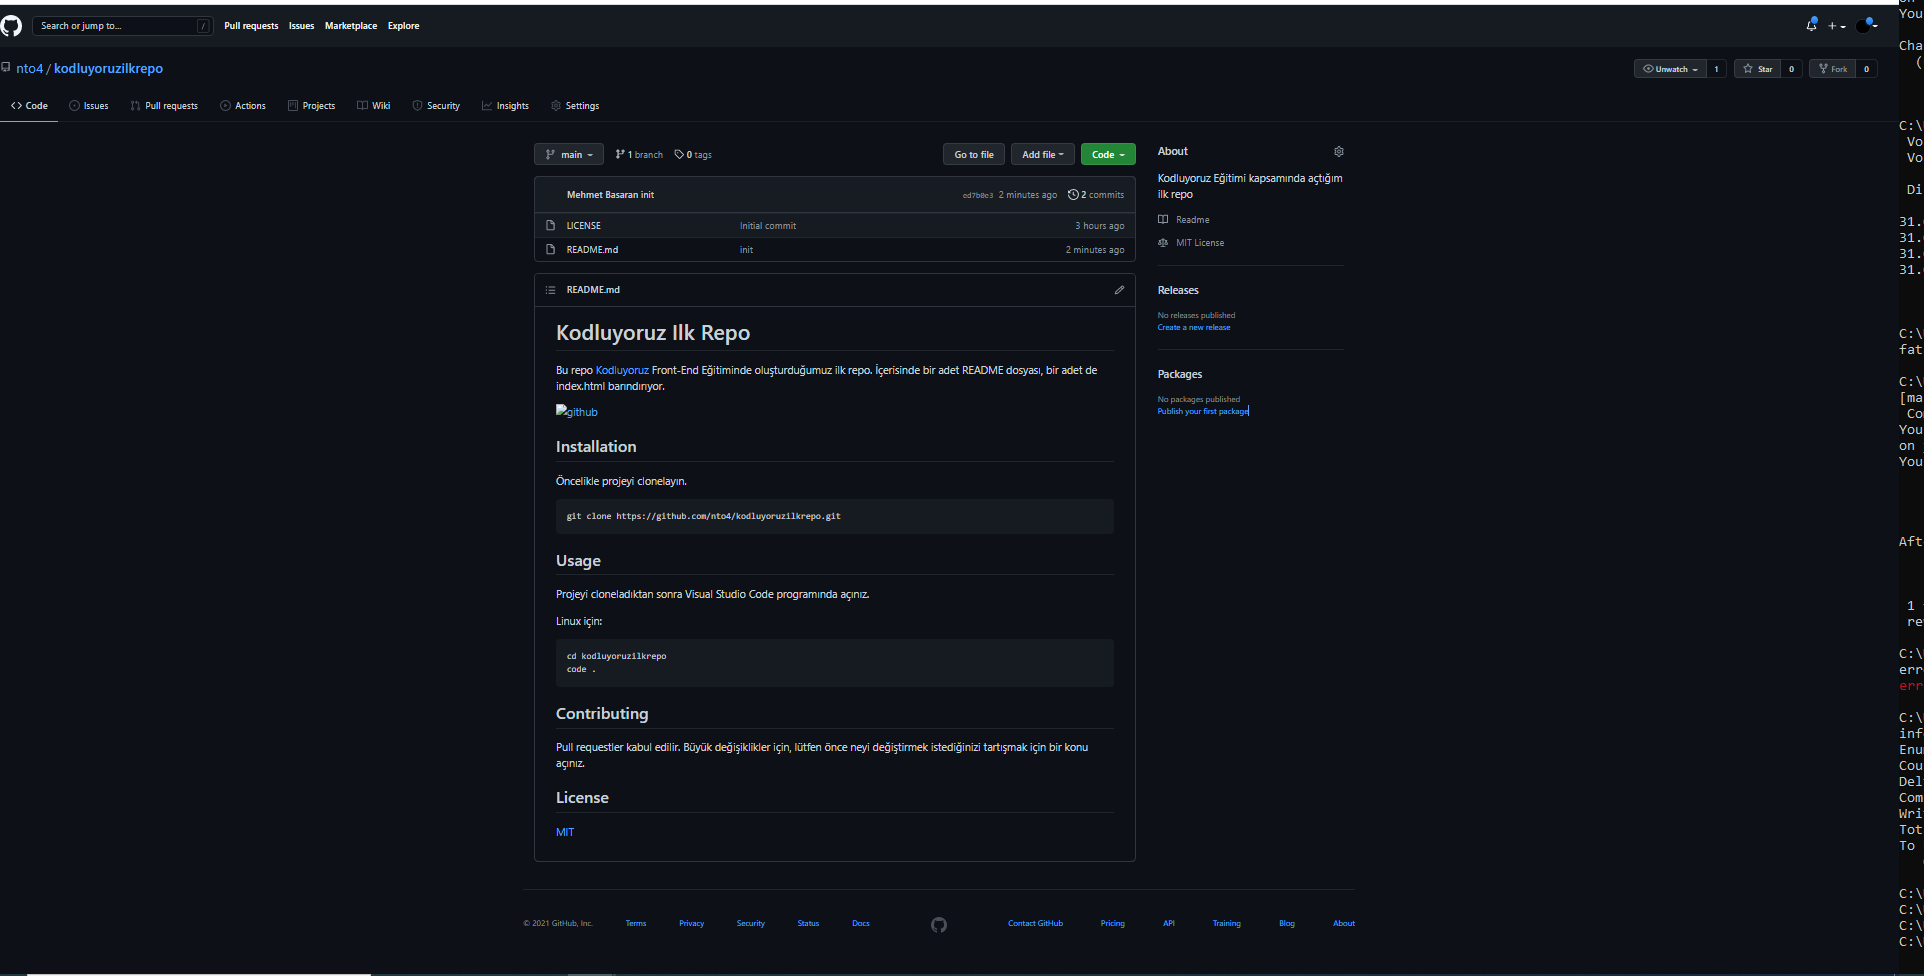 Search or jump to... /
Pull requests Issues Marketplace Explore
nto4 / kodluyoruzilkrepo
Unwatch 1 Star 0 Fork 0
Code Issues Pull requests Actions Projects Wiki Security Insights Settings
main 1 branch 0 tags Go to file Add file Code
Mehmet Basaran init ed7b0e3 2 minutes ago 2 commits
LICENSE Initial commit 3 hours ago
README.md init 2 minutes ago
README.md
Kodluyoruz Ilk Repo
Bu repo Kodluyoruz Front-End Eğitiminde oluşturduğumuz ilk repo. İçerisinde bir adet README dosyası, bir adet de
index.html barındırıyor.
github
Installation
Öncelikle projeyi clonelayın.
git clone https://github.com/nto4/kodluyoruzilkrepo.git
Usage
Projeyi cloneladıktan sonra Visual Studio Code programında açınız.
Linux için:
cd kodluyoruzilkrepo
code .
Contributing
Pull requestler kabul edilir. Büyük değişiklikler için, lütfen önce neyi değiştirmek istediğinizi tartışmak için bir konu
açınız.
License
MIT
About
Kodluyoruz Eğitimi kapsamında açtığım
ilk repo
Readme
MIT License
Releases
No releases published
Create a new release
Packages
No packages published
Publish your first package
© 2021 GitHub, Inc. Terms Privacy Security Status Docs Contact GitHub Pricing API Training Blog About
You
Cha
(
C:\
Vo
Vo
Di
31.
31.
31.
31.
C:\
fat
C:\
[ma
Co
You
on
You
Aft
1
re
C:\
err
err
C:\
inf
Enu
Cou
Del
Com
Wri
Tot
To
C:\
C:\
C:\
C:\